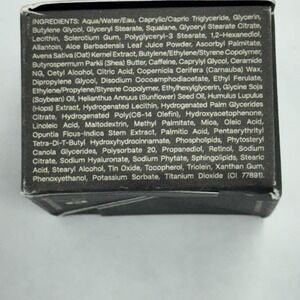 INGREDIENTS: Aqua/Water/Eau, Caprylic/Capric Triglyceride, Glycerin,
Butylene Glycol, Glyceryl Stearate, Squalane, Glyceryl Stearate Citrate,
Lecithin, Sclerotium Gum, Polyglyceryl-3 Stearate, 1,2-Hexanediol,
Allantoin, Aloe Barbadensis Leaf Juice Powder, Ascorbyl Palmitate,
Avena Sativa (Oat) Kernel Extract, Butylene/Ethylene/Styrene Copolymer,
Butyrospermum Parkii (Shea) Butter, Caffeine, Caprylyl Glycol, Ceramide
NG, Cetyl Alcohol, Citric Acid, Copernicia Cerifera (Carnauba) Wax,
Dipropylene Glycol, Disodium Cocoamphodiacetate, Ethyl Ferulate,
Ethylene/Propylene/Styrene Copolymer, Ethylhexylglycerin, Glycine Soja
(Soybean) Oil, Helianthus Annuus (Sunflower) Seed Oil, Humulus Lupulus
(Hops) Extract, Hydrogenated Lecithin, Hydrogenated Palm Glycerides
Citrate, Hydrogenated Poly(C6-14 Olefin), Hydroxyacetophenone,
Linoleic Acid, Maltodextrin, Methyl Palmitate, Mica, Oleic Acid,
Opuntia Ficus-Indica Stem Extract, Palmitic Acid, Pentaerythrityl
Tetra-Di-T-Butyl Hydroxyhydrocinnamate, Phospholipids, Phytosteryl
Canola Glycerides, Polysorbate 20, Propanediol, Retinol, Sodium
Citrate, Sodium Hyaluronate, Sodium Phytate, Sphingolipids, Stearic
Acid, Stearyl Alcohol, Tin Oxide, Tocopherol, Triolein, Xanthan Gum,
Phenoxyethanol, Potassium Sorbate, Titanium Dioxide (CI 77891).